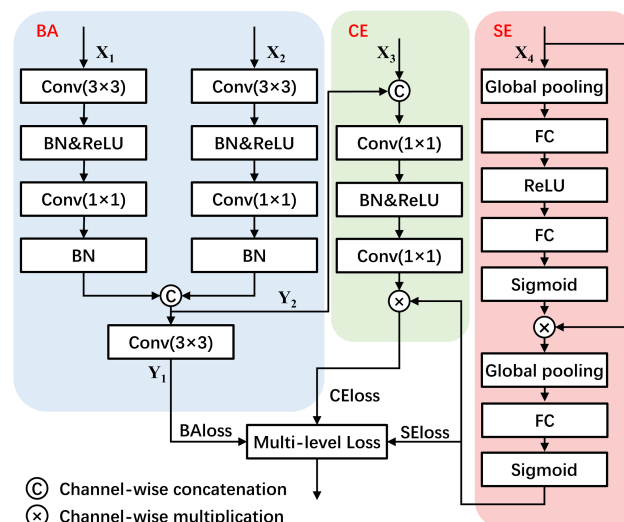 BA
X1
X2
Conv(3×3)
Conv(3×3)
BN&ReLU
BN&ReLU
Conv(1×1)
Conv(1×1)
BN
BN
C
Y2
Conv(3×3)
Y1
BAloss
CE
X3
C
Conv(1×1)
BN&ReLU
Conv(1×1)
×
CEloss
SE
X4
Global pooling
FC
ReLU
FC
Sigmoid
×
Global pooling
FC
Sigmoid
SEloss
Multi-level Loss
C Channel-wise concatenation
× Channel-wise multiplication